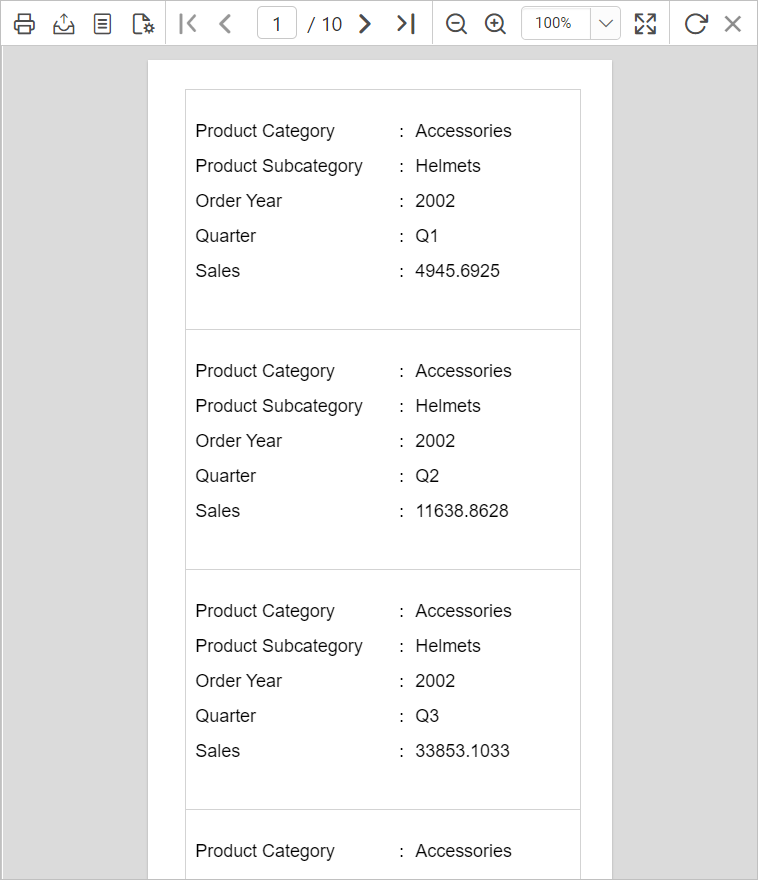 1 / 10 100%
Product Category : Accessories
Product Subcategory : Helmets
Order Year : 2002
Quarter : Q1
Sales : 4945.6925
Product Category : Accessories
Product Subcategory : Helmets
Order Year : 2002
Quarter : Q2
Sales : 11638.8628
Product Category : Accessories
Product Subcategory : Helmets
Order Year : 2002
Quarter : Q3
Sales : 33853.1033
Product Category : Accessories